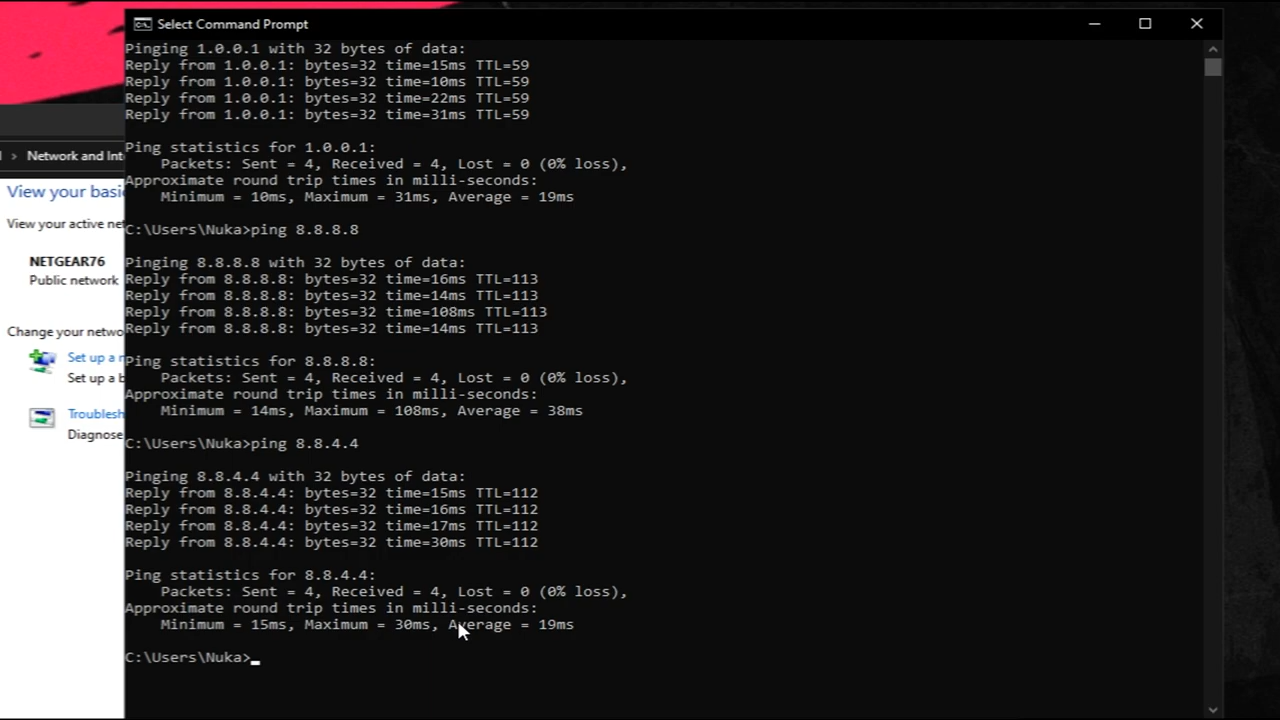 Select Command Prompt
Pinging 1.0.0.1 with 32 bytes of data:
Reply from 1.0.0.1: bytes=32 time=15ms TTL=59
Reply from 1.0.0.1: bytes=32 time=10ms TTL=59
Reply from 1.0.0.1: bytes=32 time=22ms TTL=59
Reply from 1.0.0.1: bytes=32 time=31ms TTL=59
Ping statistics for 1.0.0.1:
Packets: Sent = 4, Received = 4, Lost = 0 (0% loss),
Approximate round trip times in milli-seconds:
Minimum = 10ms, Maximum = 31ms, Average = 19ms
C:\Users\Nuka>ping 8.8.8.8
Pinging 8.8.8.8 with 32 bytes of data:
Reply from 8.8.8.8: bytes=32 time=16ms TTL=113
Reply from 8.8.8.8: bytes=32 time=14ms TTL=113
Reply from 8.8.8.8: bytes=32 time=108ms TTL=113
Reply from 8.8.8.8: bytes=32 time=14ms TTL=113
Ping statistics for 8.8.8.8:
Packets: Sent = 4, Received = 4, Lost = 0 (0% loss),
Approximate round trip times in milli-seconds:
Minimum = 14ms, Maximum = 108ms, Average = 38ms
C:\Users\Nuka>ping 8.8.4.4
Pinging 8.8.4.4 with 32 bytes of data:
Reply from 8.8.4.4: bytes=32 time=15ms TTL=112
Reply from 8.8.4.4: bytes=32 time=16ms TTL=112
Reply from 8.8.4.4: bytes=32 time=17ms TTL=112
Reply from 8.8.4.4: bytes=32 time=30ms TTL=112
Ping statistics for 8.8.4.4:
Packets: Sent = 4, Received = 4, Lost = 0 (0% loss),
Approximate round trip times in milli-seconds:
Minimum = 15ms, Maximum = 30ms, Average = 19ms
C:\Users\Nuka>
Network and
View your
View your active
NETGEAR76
Public network
Change your
Set up a
Set up a
Diagnose